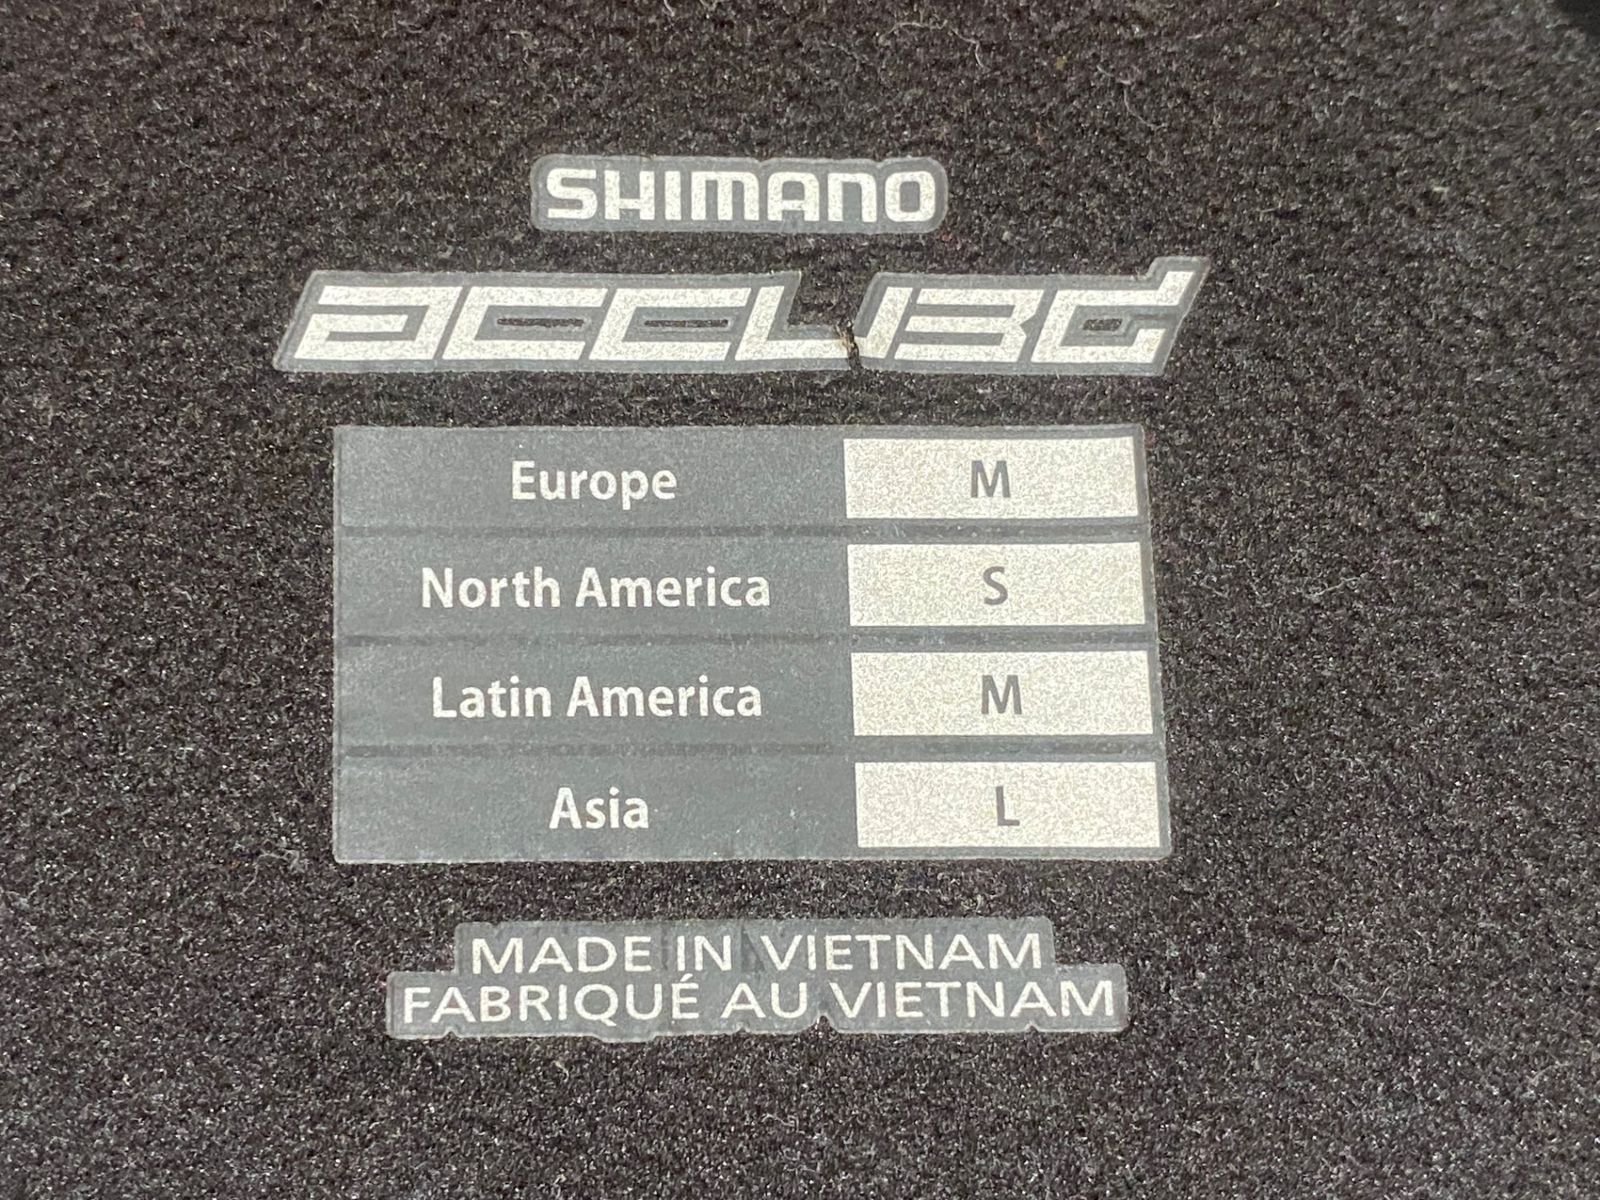 SHIMANO
ACCU3D
Europe M
North America S
Latin America M
Asia L
MADE IN VIETNAM
FABRIQUÉ AU VIETNAM